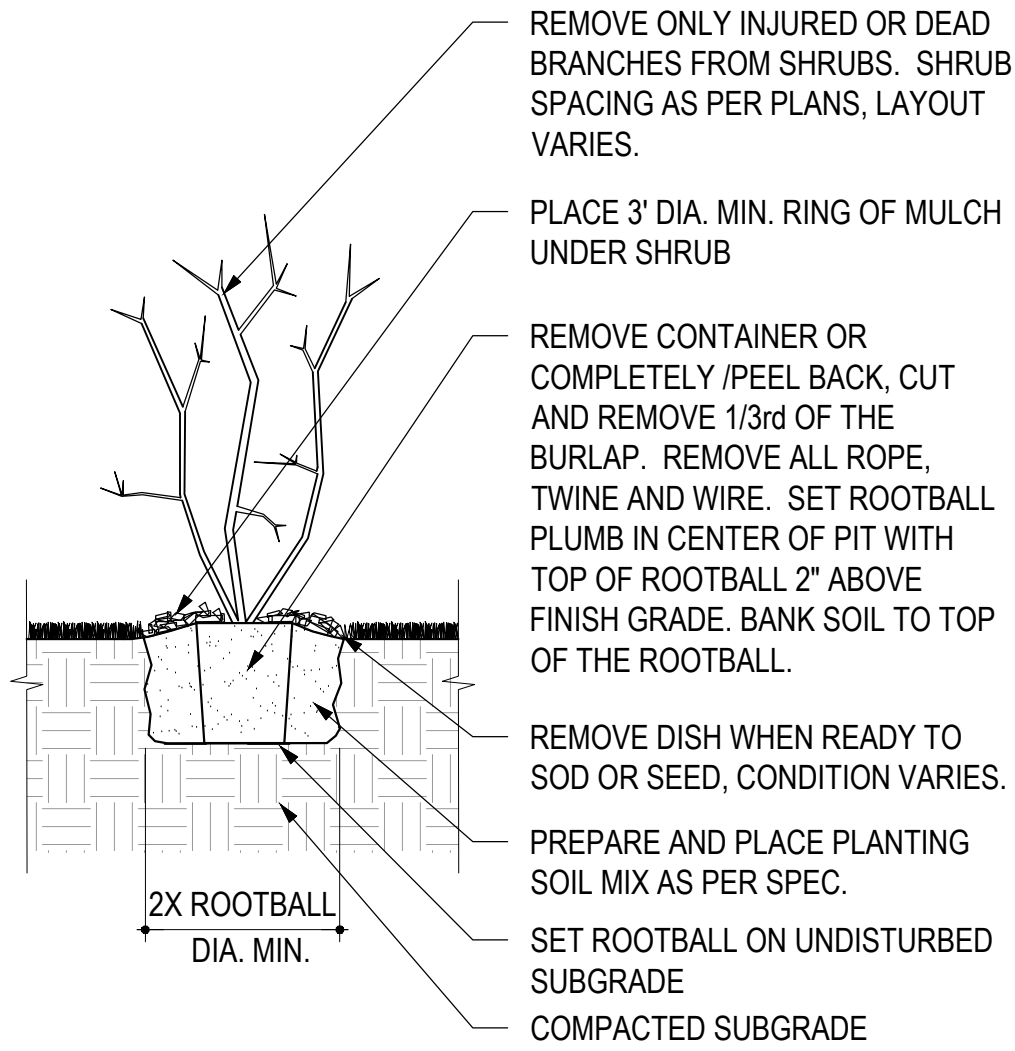 REMOVE ONLY INJURED OR DEAD
BRANCHES FROM SHRUBS. SHRUB
SPACING AS PER PLANS, LAYOUT
VARIES.
PLACE 3' DIA. MIN. RING OF MULCH
UNDER SHRUB
REMOVE CONTAINER OR
COMPLETELY /PEEL BACK, CUT
AND REMOVE 1/3rd OF THE
BURLAP. REMOVE ALL ROPE,
TWINE AND WIRE. SET ROOTBALL
PLUMB IN CENTER OF PIT WITH
TOP OF ROOTBALL 2" ABOVE
FINISH GRADE. BANK SOIL TO TOP
OF THE ROOTBALL.
REMOVE DISH WHEN READY TO
SOD OR SEED, CONDITION VARIES.
PREPARE AND PLACE PLANTING
SOIL MIX AS PER SPEC.
SET ROOTBALL ON UNDISTURBED
SUBGRADE
COMPACTED SUBGRADE
2X ROOTBALL
DIA. MIN.